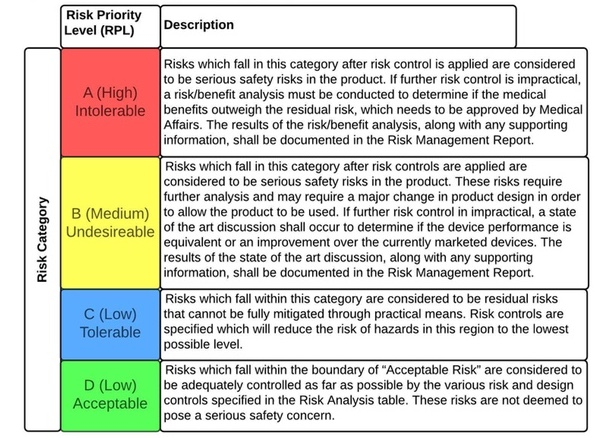 Risk Priority
Level (RPL)
Description
Risk Category
A (High)
Intolerable
Risks which fall in this category after risk control is applied are considered
to be serious safety risks in the product. If further risk control is impractical,
a risk/benefit analysis must be conducted to determine if the medical
benefits outweigh the residual risk, which needs to be approved by Medical
Affairs. The results of the risk/benefit analysis, along with any supporting
information, shall be documented in the Risk Management Report.
B (Medium)
Undesireable
Risks which fall in this category after risk controls are applied are
considered to be serious safety risks in the product. These risks require
further analysis and may require a major change in product design in order
to allow the product to be used. If further risk control in impractical, a state
of the art discussion shall occur to determine if the device performance is
equivalent or an improvement over the currently marketed devices. The
results of the state of the art discussion, along with any supporting
information, shall be documented in the Risk Management Report.
C (Low)
Tolerable
Risks which fall within this category are considered to be residual risks
that cannot be fully mitigated through practical means. Risk controls are
specified which will reduce the risk of hazards in this region to the lowest
possible level.
D (Low)
Acceptable
Risks which fall within the boundary of “Acceptable Risk” are considered to
be adequately controlled as far as possible by the various risk and design
controls specified in the Risk Analysis table. These risks are not deemed to
pose a serious safety concern.